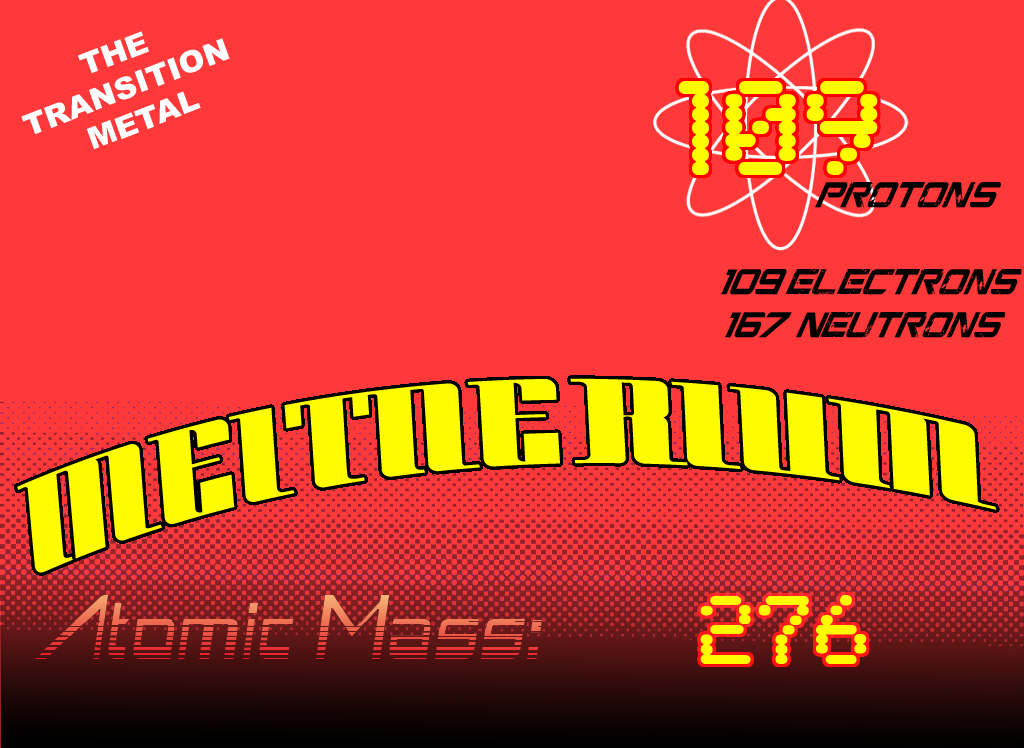 THE
TRANSITION
METAL
109
PROTONS
109 ELECTRONS
167 NEUTRONS
MEITNERIUM
Atomic Mass: 276